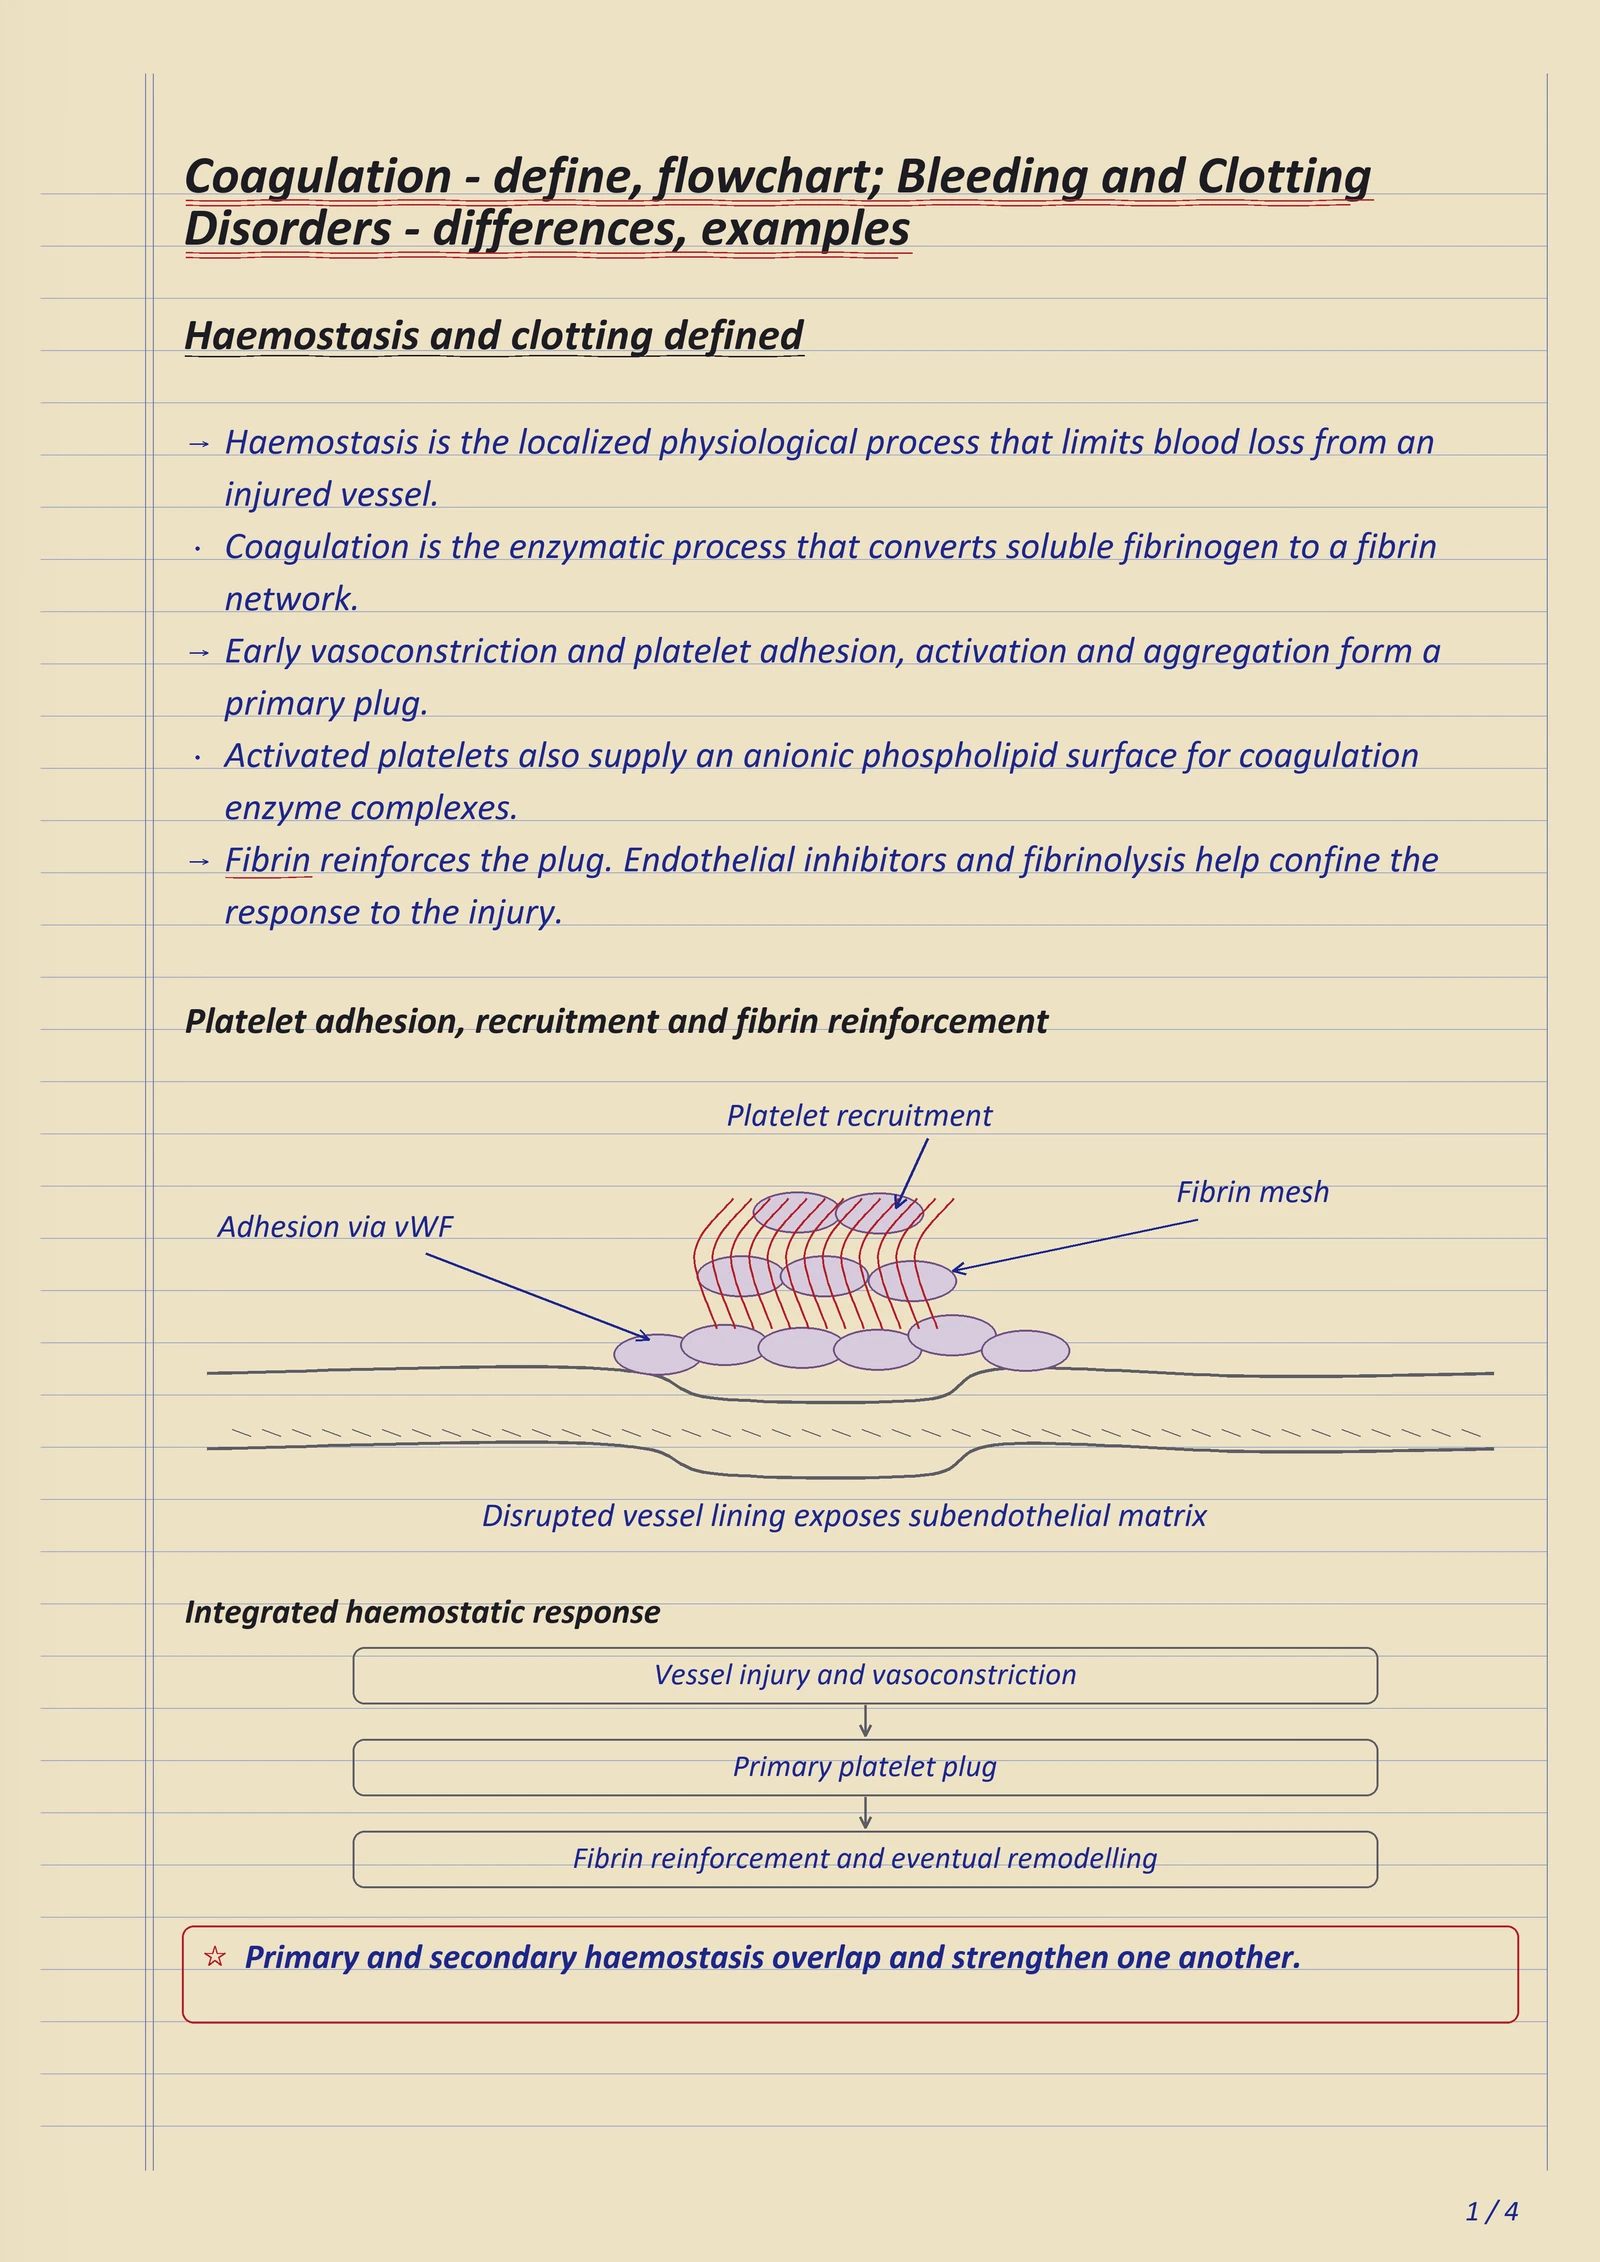 Coagulation - define, flowchart; Bleeding and Clotting
Disorders - differences, examples
Haemostasis and clotting defined
→ Haemostasis is the localized physiological process that limits blood loss from an
injured vessel.
· Coagulation is the enzymatic process that converts soluble fibrinogen to a fibrin
network.
→ Early vasoconstriction and platelet adhesion, activation and aggregation form a
primary plug.
· Activated platelets also supply an anionic phospholipid surface for coagulation
enzyme complexes.
→ Fibrin reinforces the plug. Endothelial inhibitors and fibrinolysis help confine the
response to the injury.
Platelet adhesion, recruitment and fibrin reinforcement
Platelet recruitment
Fibrin mesh
Adhesion via vWF
Disrupted vessel lining exposes subendothelial matrix
Integrated haemostatic response
Vessel injury and vasoconstriction
Primary platelet plug
Fibrin reinforcement and eventual remodelling
☆ Primary and secondary haemostasis overlap and strengthen one another.
1 / 4